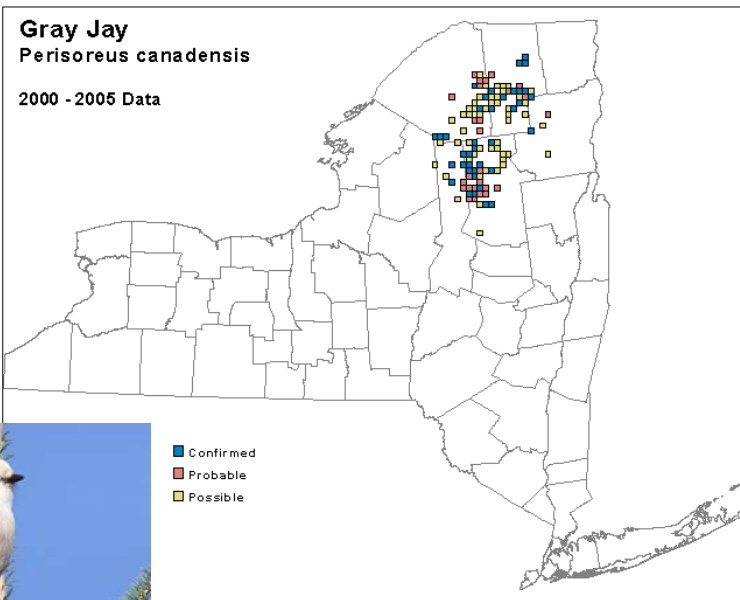 Gray Jay
Perisoreus canadensis
2000 - 2005 Data
Confirmed
Probable
Possible